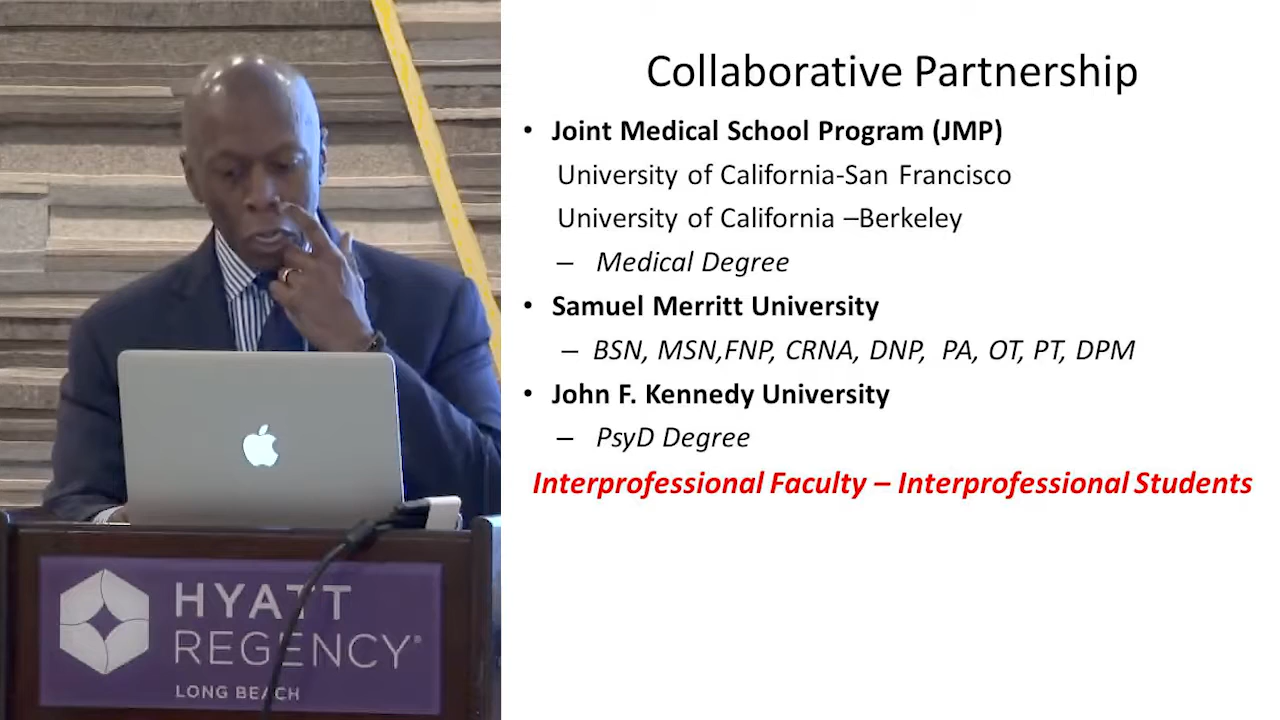 Collaborative Partnership
• Joint Medical School Program (JMP)
University of California-San Francisco
University of California –Berkeley
– Medical Degree
• Samuel Merritt University
– BSN, MSN,FNP, CRNA, DNP, PA, OT, PT, DPM
• John F. Kennedy University
– PsyD Degree
Interprofessional Faculty – Interprofessional Students
HYATT
REGENCY®
LONG BEACH